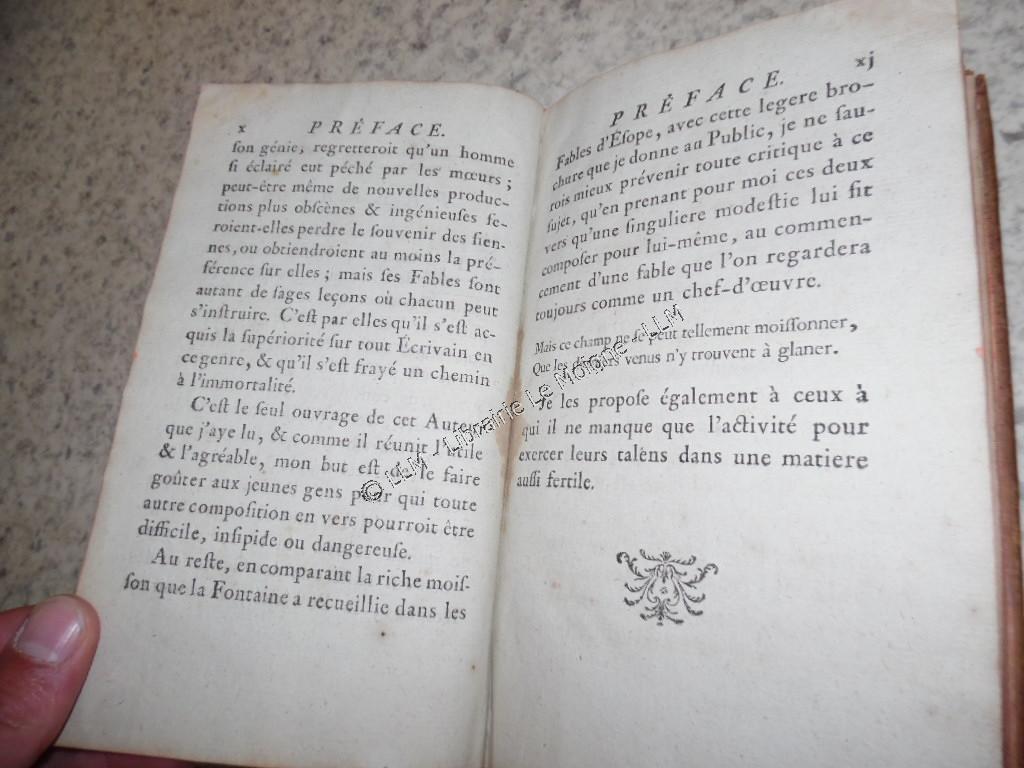 x PRÉFACE.
ſon génie, regretteroit qu'un homme
ſi éclairé eut péché par les mœurs ;
peut-être même de nouvelles produc-
tions plus obſcènes & ingénieuſes ſe-
roient-elles perdre le ſouvenir des ſien-
nes, ou obtiendroient au moins la pré-
férence ſur elles ; mais ſes Fables ſont
autant de ſages leçons où chacun peut
s'inſtruire. C'eſt par elles qu'il s'eſt ac-
quis la ſupériorité ſur tout Écrivain en
ce genre, & qu'il s'eſt frayé un chemin
à l'immortalité.
C'eſt le ſeul ouvrage de cet Auteur
que j'aye lu, & comme il réunit l'utile
& l'agréable, mon but eſt de le faire
goûter aux jeunes gens pour qui toute
autre compoſition en vers pourroit être
difficile, inſipide ou dangereuſe.
Au reſte, en comparant la riche moiſ-
ſon que la Fontaine a recueillie dans les
PRÉFACE. xj
Fables d'Éſope, avec cette legere bro-
chure que je donne au Public, je ne ſau-
rois mieux prévenir toute critique à ce
ſujet, qu'en prenant pour moi ces deux
vers qu'une ſinguliere modeſtie lui fit
compoſer pour lui-même, au commen-
cement d'une fable que l'on regardera
toujours comme un chef-d'œuvre.
Mais ce champ ne ſe peut tellement moiſſonner,
Que les derniers venus n'y trouvent à glaner.
Je les propoſe également à ceux à
qui il ne manque que l'activité pour
exercer leurs talens dans une matiere
auſſi fertile.
© LLM - Librairie Le Moigne - LLM